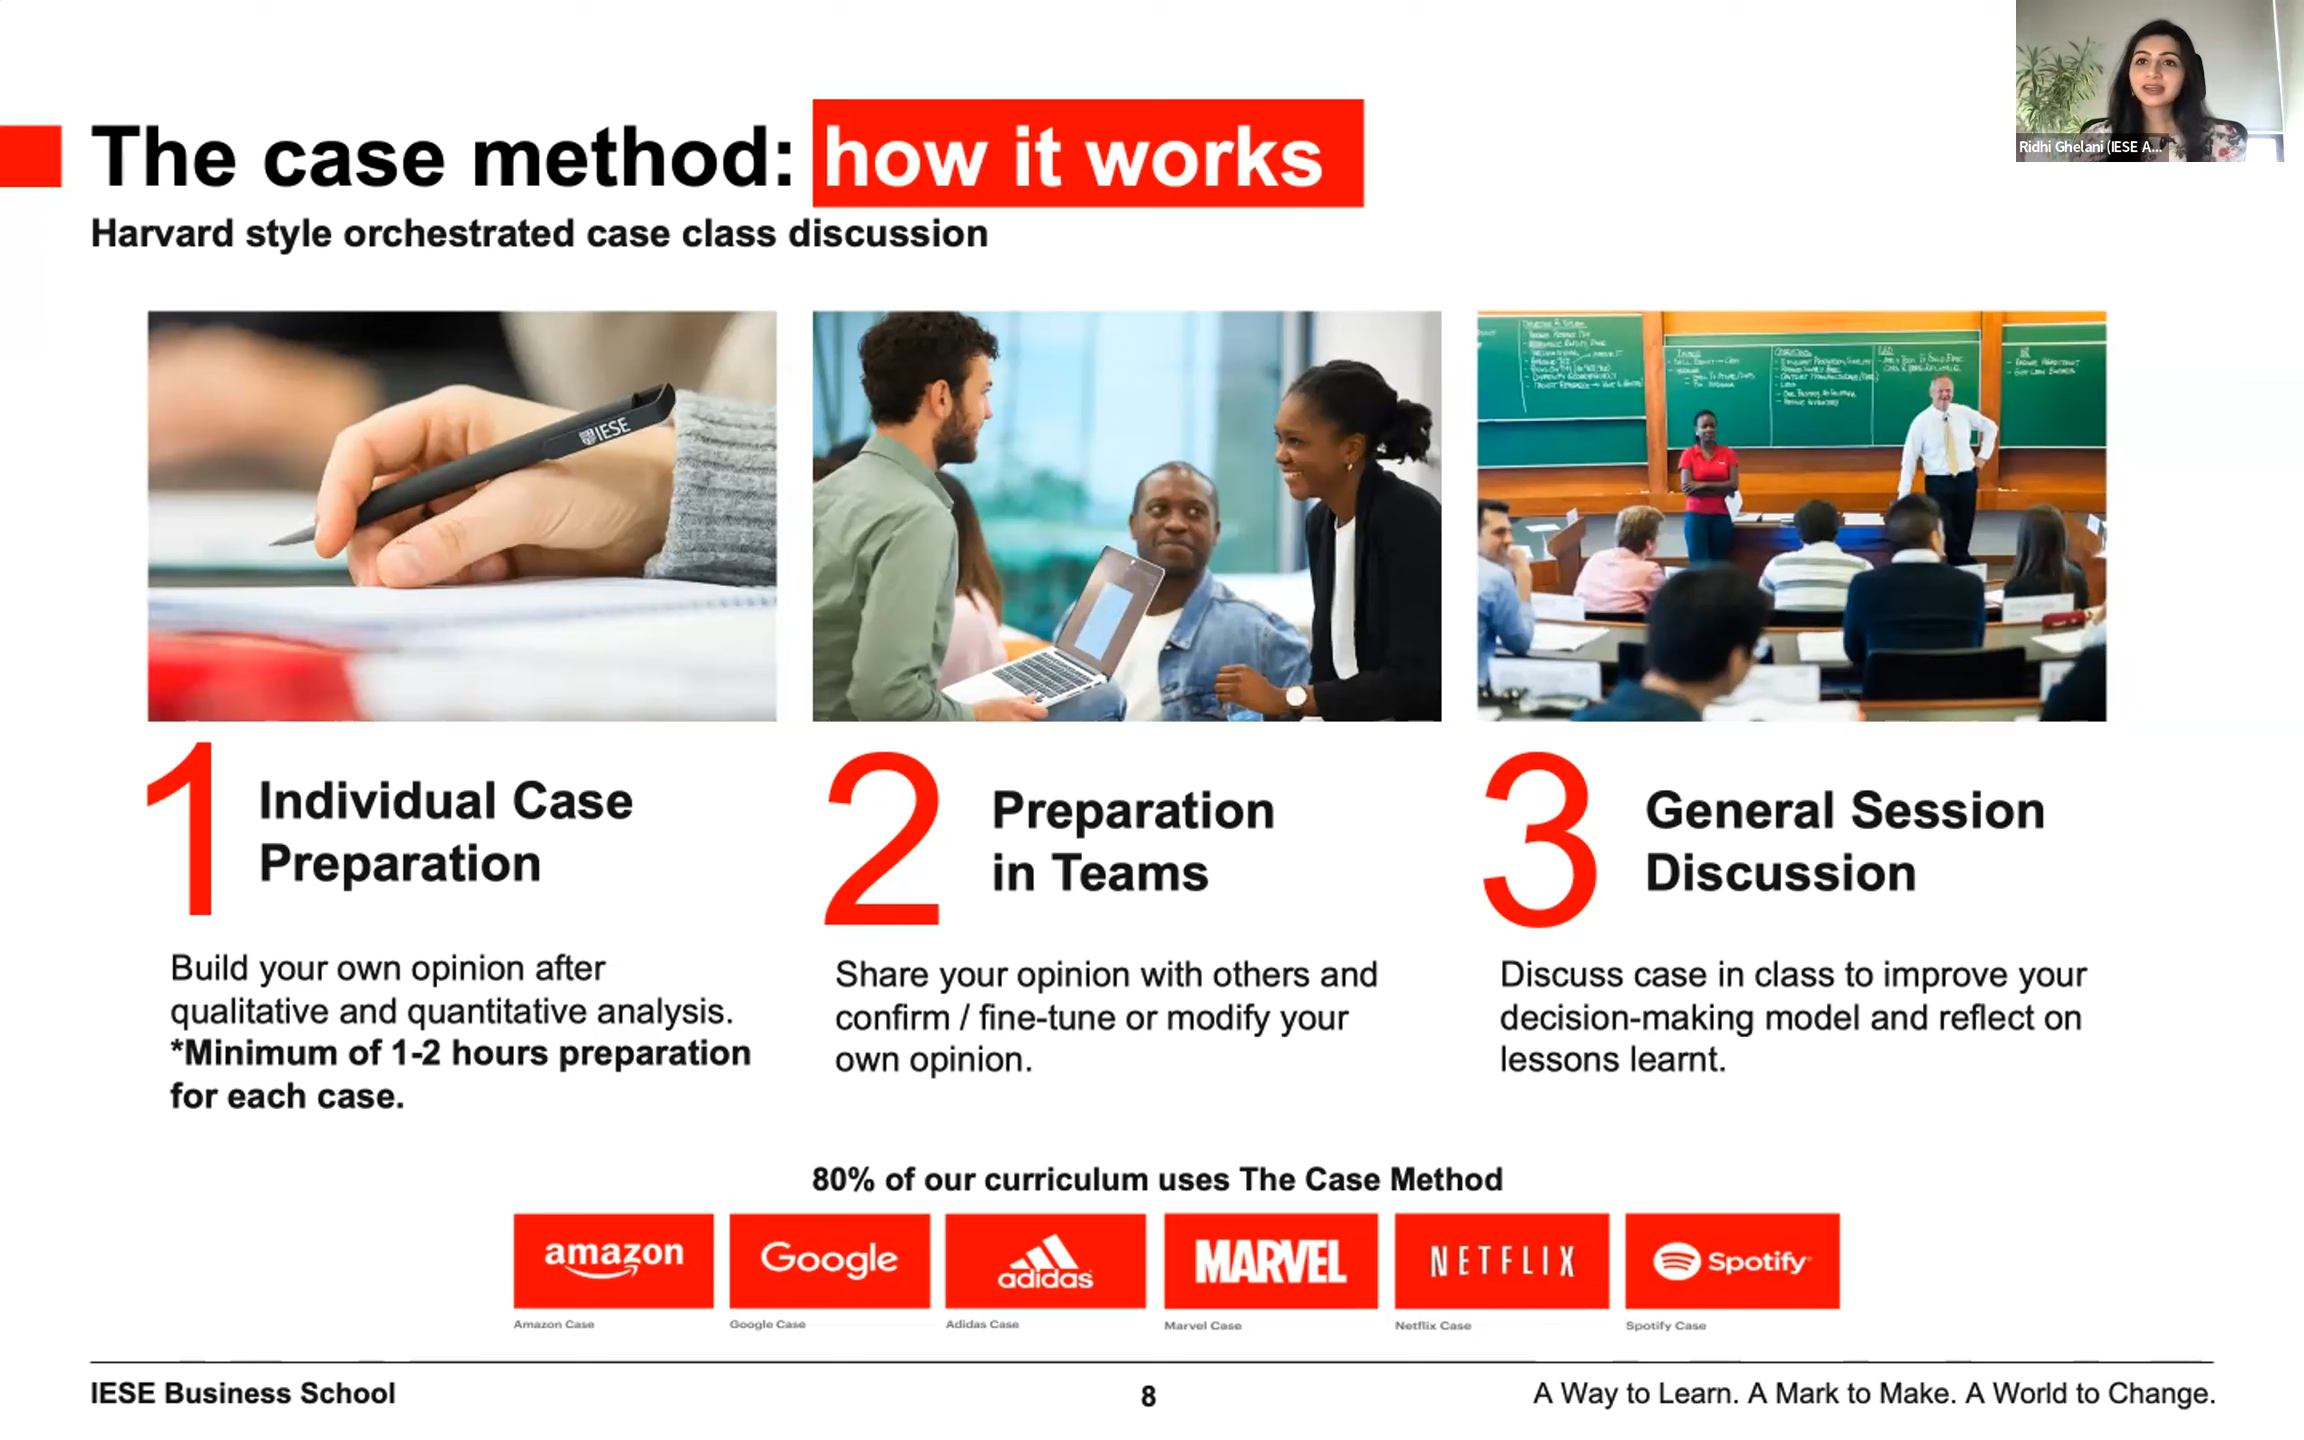 Ridhi Ghelani (IESE A...
The case method: how it works
Harvard style orchestrated case class discussion
IESE
1
Individual Case
Preparation
Build your own opinion after
qualitative and quantitative analysis.
*Minimum of 1-2 hours preparation
for each case.
2
Preparation
in Teams
Share your opinion with others and
confirm / fine-tune or modify your
own opinion.
3
General Session
Discussion
Discuss case in class to improve your
decision-making model and reflect on
lessons learnt.
80% of our curriculum uses The Case Method
amazon
Google
adidas
MARVEL
NETFLIX
Spotify
Amazon Case
Google Case
Adidas Case
Marvel Case
Netflix Case
Spotify Case
IESE Business School
8
A Way to Learn. A Mark to Make. A World to Change.